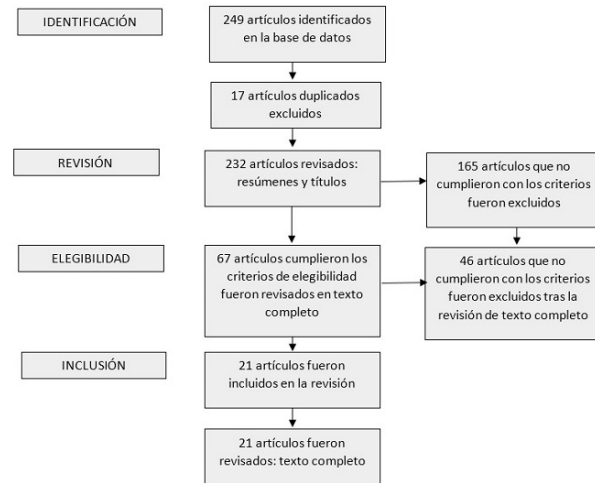 IDENTIFICACIÓN
249 artículos identificados
en la base de datos
17 artículos duplicados
excluidos
REVISIÓN
232 artículos revisados:
resúmenes y títulos
165 artículos que no
cumplieron con los criterios
fueron excluidos
ELEGIBILIDAD
67 artículos cumplieron los
criterios de elegibilidad
fueron revisados en texto
completo
46 artículos que no
cumplieron con los criterios
fueron excluidos tras la
revisión de texto completo
INCLUSIÓN
21 artículos fueron
incluidos en la revisión
21 artículos fueron
revisados: texto completo